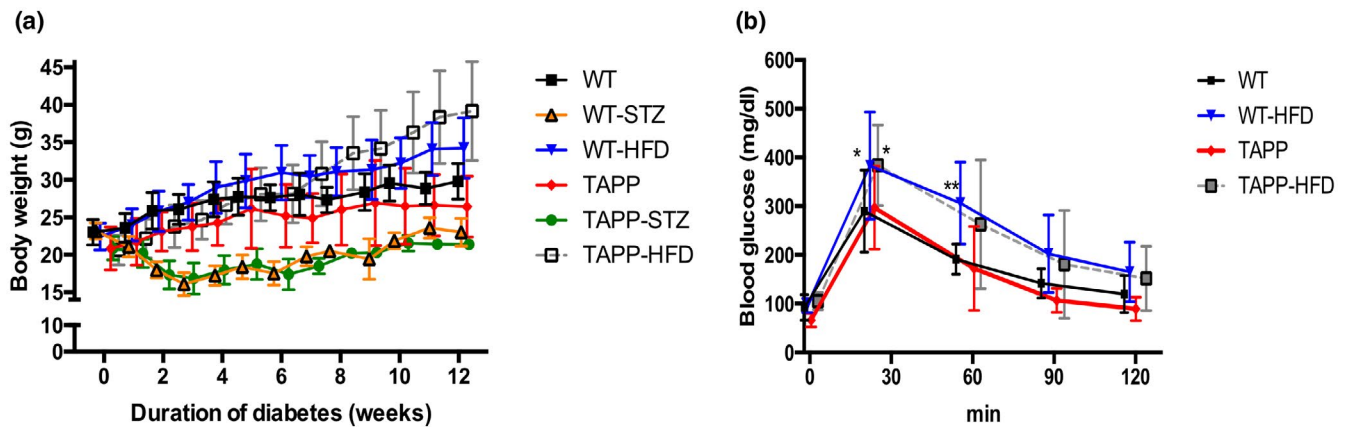 (a)
Body weight (g)
45
40
35
30
25
20
15
10
0
0 2 4 6 8 10 12
Duration of diabetes (weeks)
WT
WT-STZ
WT-HFD
TAPP
TAPP-STZ
TAPP-HFD
(b)
Blood glucose (mg/dl)
600
500
400
300
200
100
0
* *
**
0 30 60 90 120
min
WT
WT-HFD
TAPP
TAPP-HFD